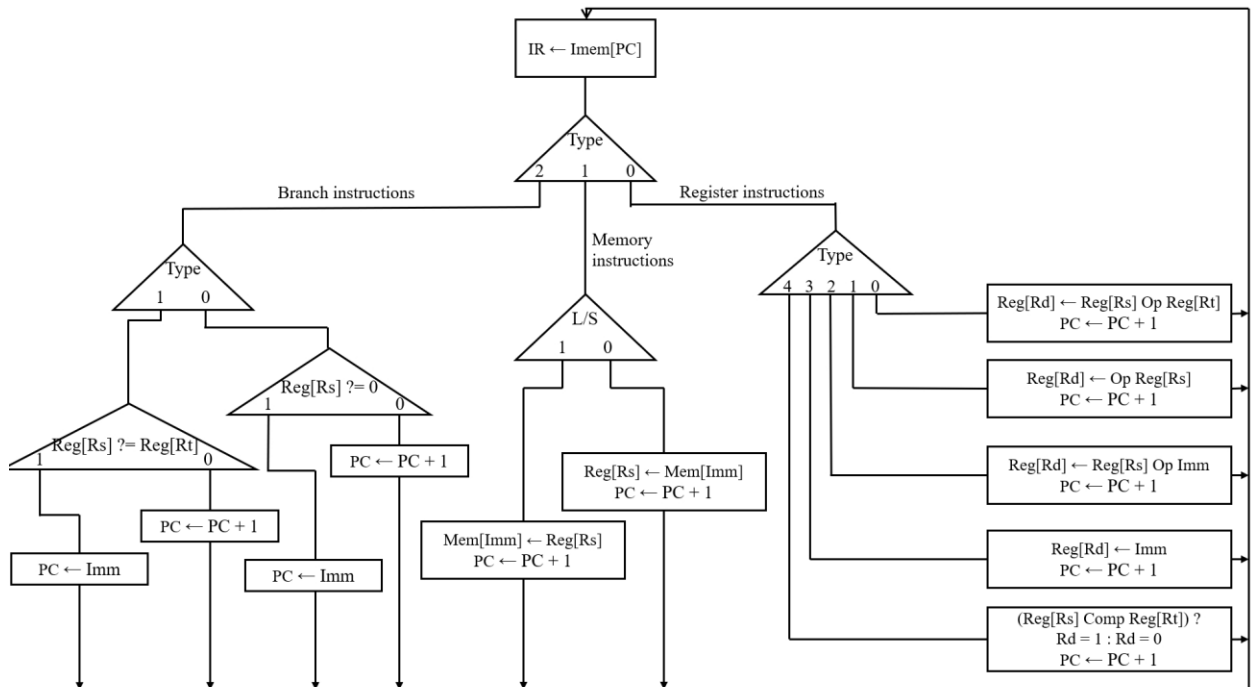 IR ← Imem[PC]
Type
2 1 0
Branch instructions
Register instructions
Memory
instructions
Type
1 0
Type
4 3 2 1 0
L/S
1 0
Reg[Rd] ← Reg[Rs] Op Reg[Rt]
PC ← PC + 1
Reg[Rs] ?= 0
1 0
Reg[Rd] ← Op Reg[Rs]
PC ← PC + 1
Reg[Rs] ?= Reg[Rt]
1 0
PC ← PC + 1
Reg[Rs] ← Mem[Imm]
PC ← PC + 1
Reg[Rd] ← Reg[Rs] Op Imm
PC ← PC + 1
PC ← PC + 1
Mem[Imm] ← Reg[Rs]
PC ← PC + 1
Reg[Rd] ← Imm
PC ← PC + 1
PC ← Imm
PC ← Imm
(Reg[Rs] Comp Reg[Rt]) ?
Rd = 1 : Rd = 0
PC ← PC + 1